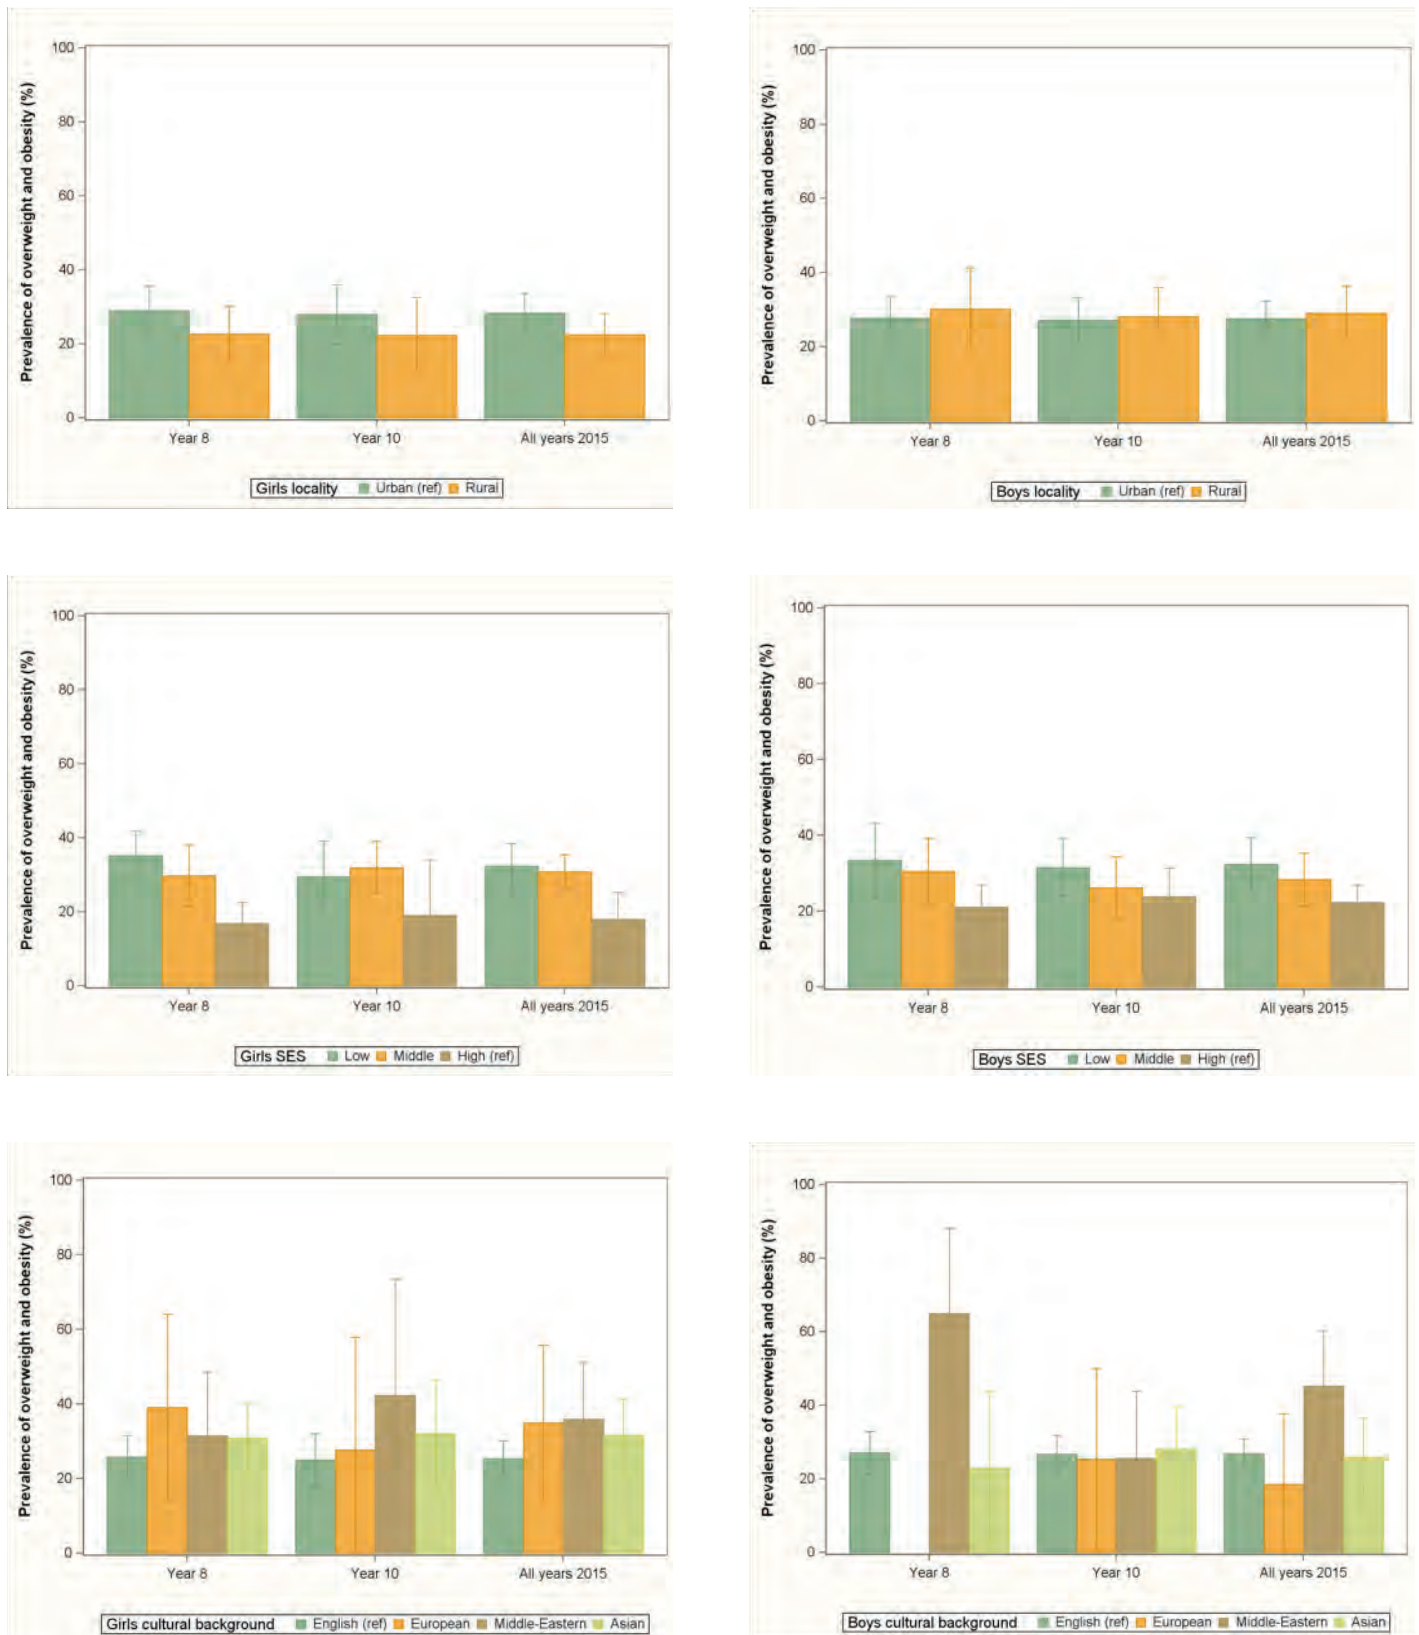 Prevalence of overweight and obesity (%)
100
80
60
40
20
0
Year 8 Year 10 All years 2015
Girls locality Urban (ref) Rural
Prevalence of overweight and obesity (%)
100
80
60
40
20
0
Year 8 Year 10 All years 2015
Boys locality Urban (ref) Rural
Prevalence of overweight and obesity (%)
100
80
60
40
20
0
Year 8 Year 10 All years 2015
Girls SES Low Middle High (ref)
Prevalence of overweight and obesity (%)
100
80
60
40
20
0
Year 8 Year 10 All years 2015
Boys SES Low Middle High (ref)
Prevalence of overweight and obesity (%)
100
80
60
40
20
0
Year 8 Year 10 All years 2015
Girls cultural background English (ref) European Middle-Eastern Asian
Prevalence of overweight and obesity (%)
100
80
60
40
20
0
Year 8 Year 10 All years 2015
Boys cultural background English (ref) European Middle-Eastern Asian